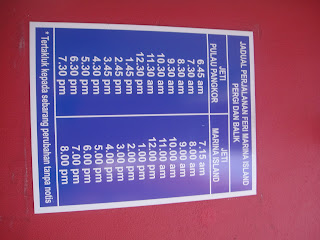 JADUAL PERJALANAN FERI MARINA ISLAND
PERGI DAN BALIK
JETI JETI
PULAU PANGKOR MARINA ISLAND
6.45 am 7.15 am
7.30 am 8.00 am
8.30 am 9.00 am
9.30 am 10.00 am
10.30 am 11.00 am
11.30 am 12.00 pm
12.30 pm 1.00 pm
1.45 pm 2.00 pm
2.45 pm 3.00 pm
3.45 pm 4.00 pm
4.30 pm 5.00 pm
5.30 pm 6.00 pm
6.30 pm 7.00 pm
7.30 pm 8.00 pm
* Tertakluk kepada sebarang perubahan tanpa notis